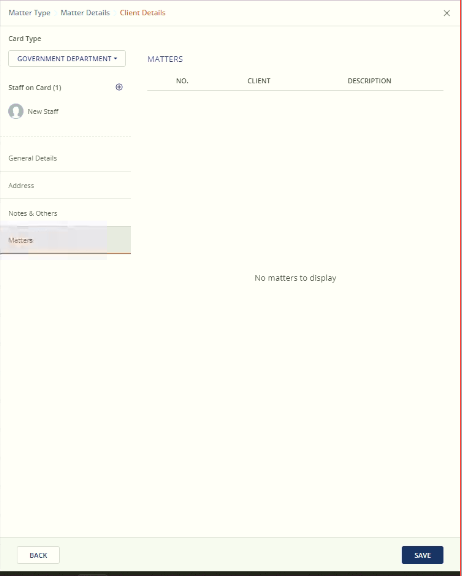 Matter Type Matter Details Client Details
Card Type
GOVERNMENT DEPARTMENT
Staff on Card (1)
New Staff
General Details
Address
Notes & Others
Matters
MATTERS
NO. CLIENT DESCRIPTION
No matters to display
BACK SAVE